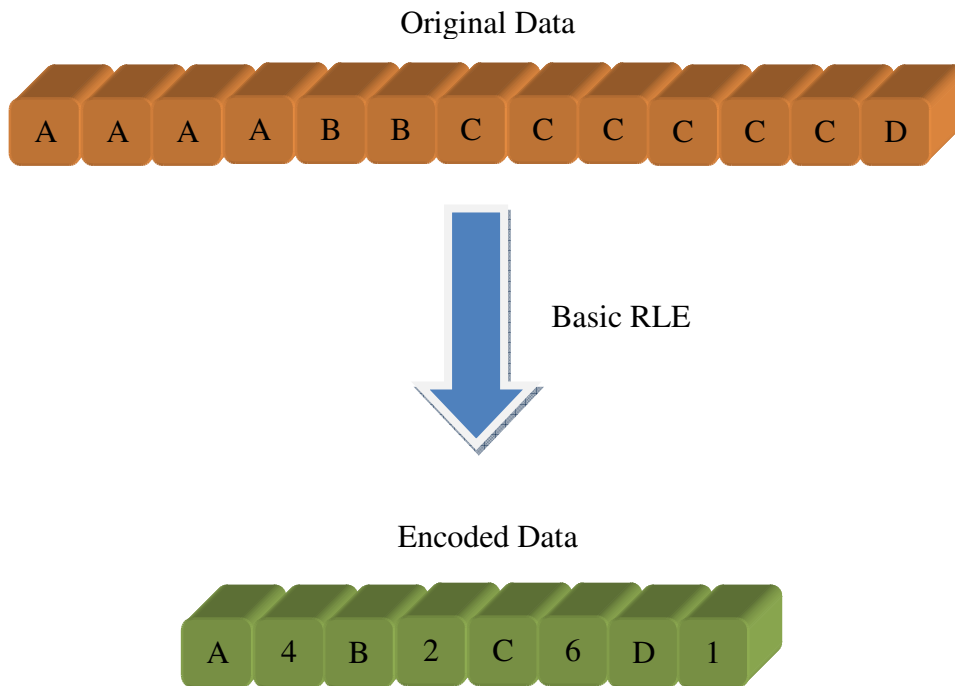 Original Data
A A A A B B C C C C C C D
Basic RLE
Encoded Data
A 4 B 2 C 6 D 1